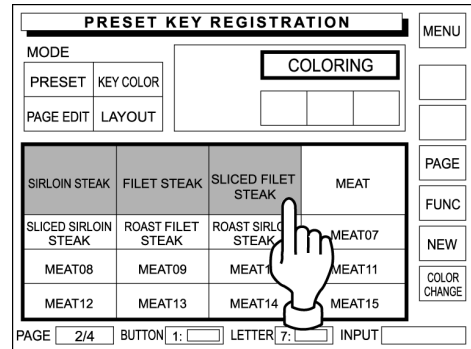 PRESET KEY REGISTRATION
MENU
MODE
PRESET
KEY COLOR
PAGE EDIT
LAYOUT
COLORING
PAGE
FUNC
NEW
COLOR
CHANGE
SIRLOIN STEAK
FILET STEAK
SLICED FILET
STEAK
MEAT
SLICED SIRLOIN
STEAK
ROAST FILET
STEAK
ROAST
STEAK
MEAT07
MEAT08
MEAT09
MEAT11
MEAT12
MEAT13
MEAT14
MEAT15
PAGE 2/4 BUTTON 1: LETTER 7: INPUT